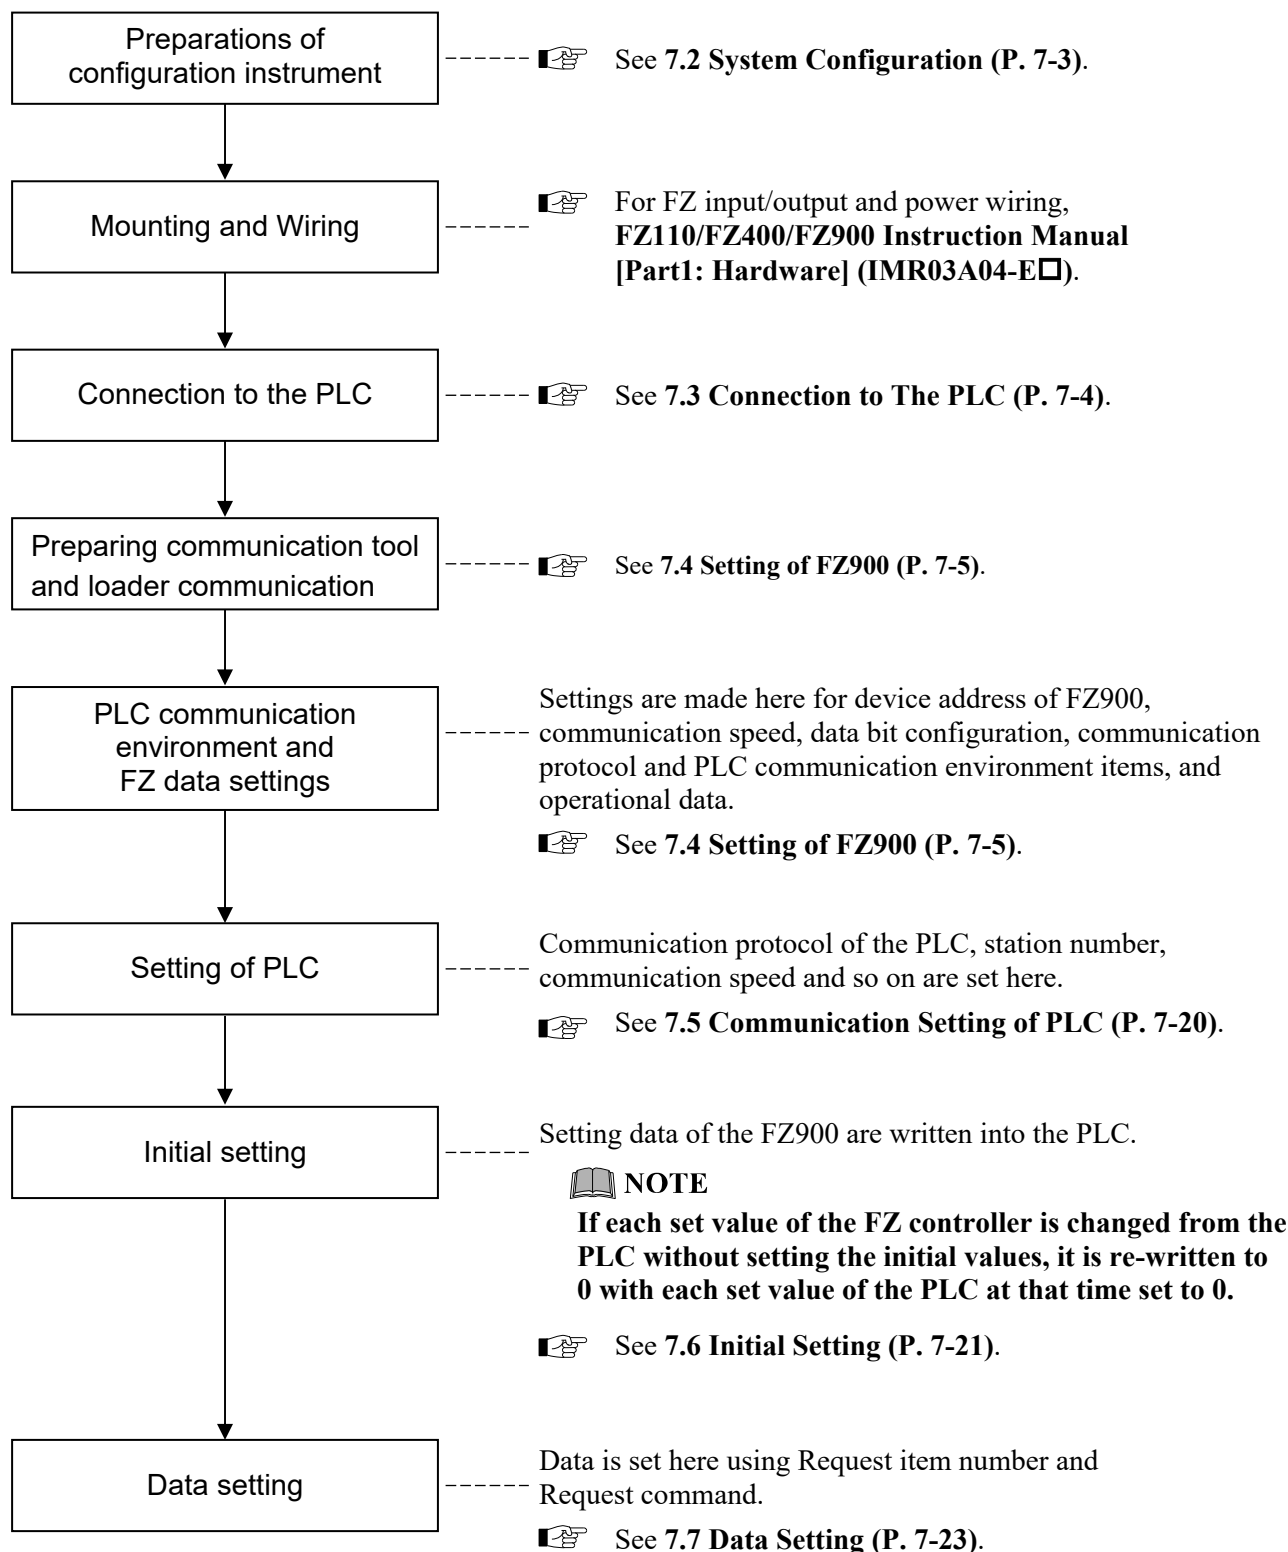 Preparations of
configuration instrument
See 7.2 System Configuration (P. 7-3).
Mounting and Wiring
For FZ input/output and power wiring,
FZ110/FZ400/FZ900 Instruction Manual
[Part1: Hardware] (IMR03A04-E□).
Connection to the PLC
See 7.3 Connection to The PLC (P. 7-4).
Preparing communication tool
and loader communication
See 7.4 Setting of FZ900 (P. 7-5).
PLC communication
environment and
FZ data settings
Settings are made here for device address of FZ900,
communication speed, data bit configuration, communication
protocol and PLC communication environment items, and
operational data.
See 7.4 Setting of FZ900 (P. 7-5).
Setting of PLC
Communication protocol of the PLC, station number,
communication speed and so on are set here.
See 7.5 Communication Setting of PLC (P. 7-20).
Initial setting
Setting data of the FZ900 are written into the PLC.
NOTE
If each set value of the FZ controller is changed from the
PLC without setting the initial values, it is re-written to
0 with each set value of the PLC at that time set to 0.
See 7.6 Initial Setting (P. 7-21).
Data setting
Data is set here using Request item number and
Request command.
See 7.7 Data Setting (P. 7-23).